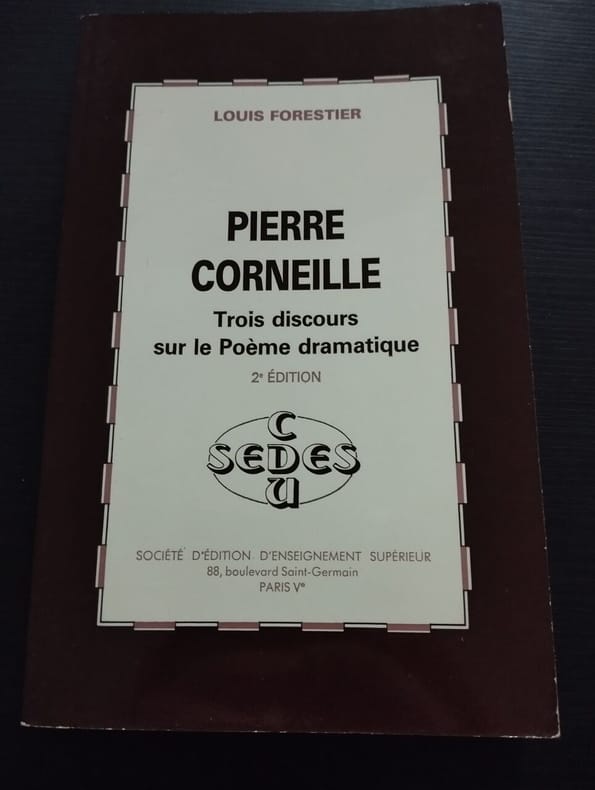 LOUIS FORESTIER
PIERRE
CORNEILLE
Trois discours
sur le Poème dramatique
2e ÉDITION
CDU
SEDES
SOCIÉTÉ D'ÉDITION D'ENSEIGNEMENT SUPÉRIEUR
88, boulevard Saint-Germain
PARIS Ve